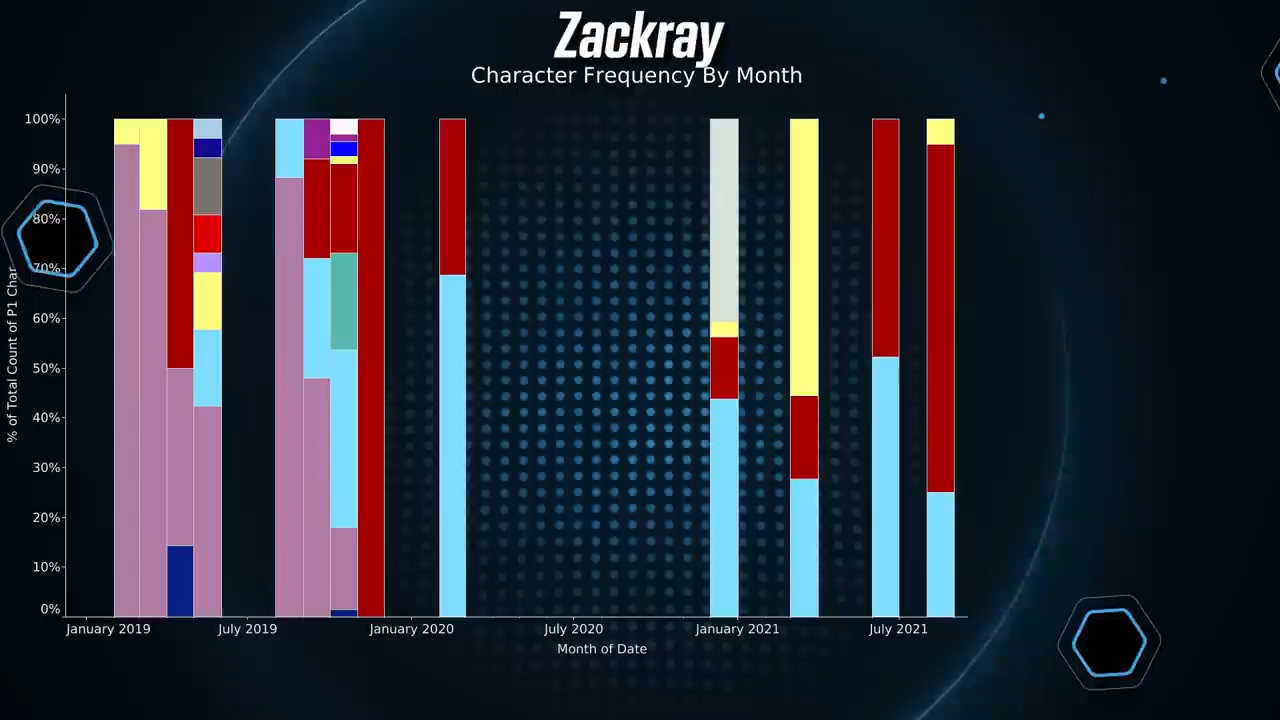 Zackray
Character Frequency By Month
100%
90%
80%
70%
60%
50%
40%
30%
20%
10%
0%
% of Total Count of P1 Char
January 2019
July 2019
January 2020
July 2020
January 2021
July 2021
Month of Date